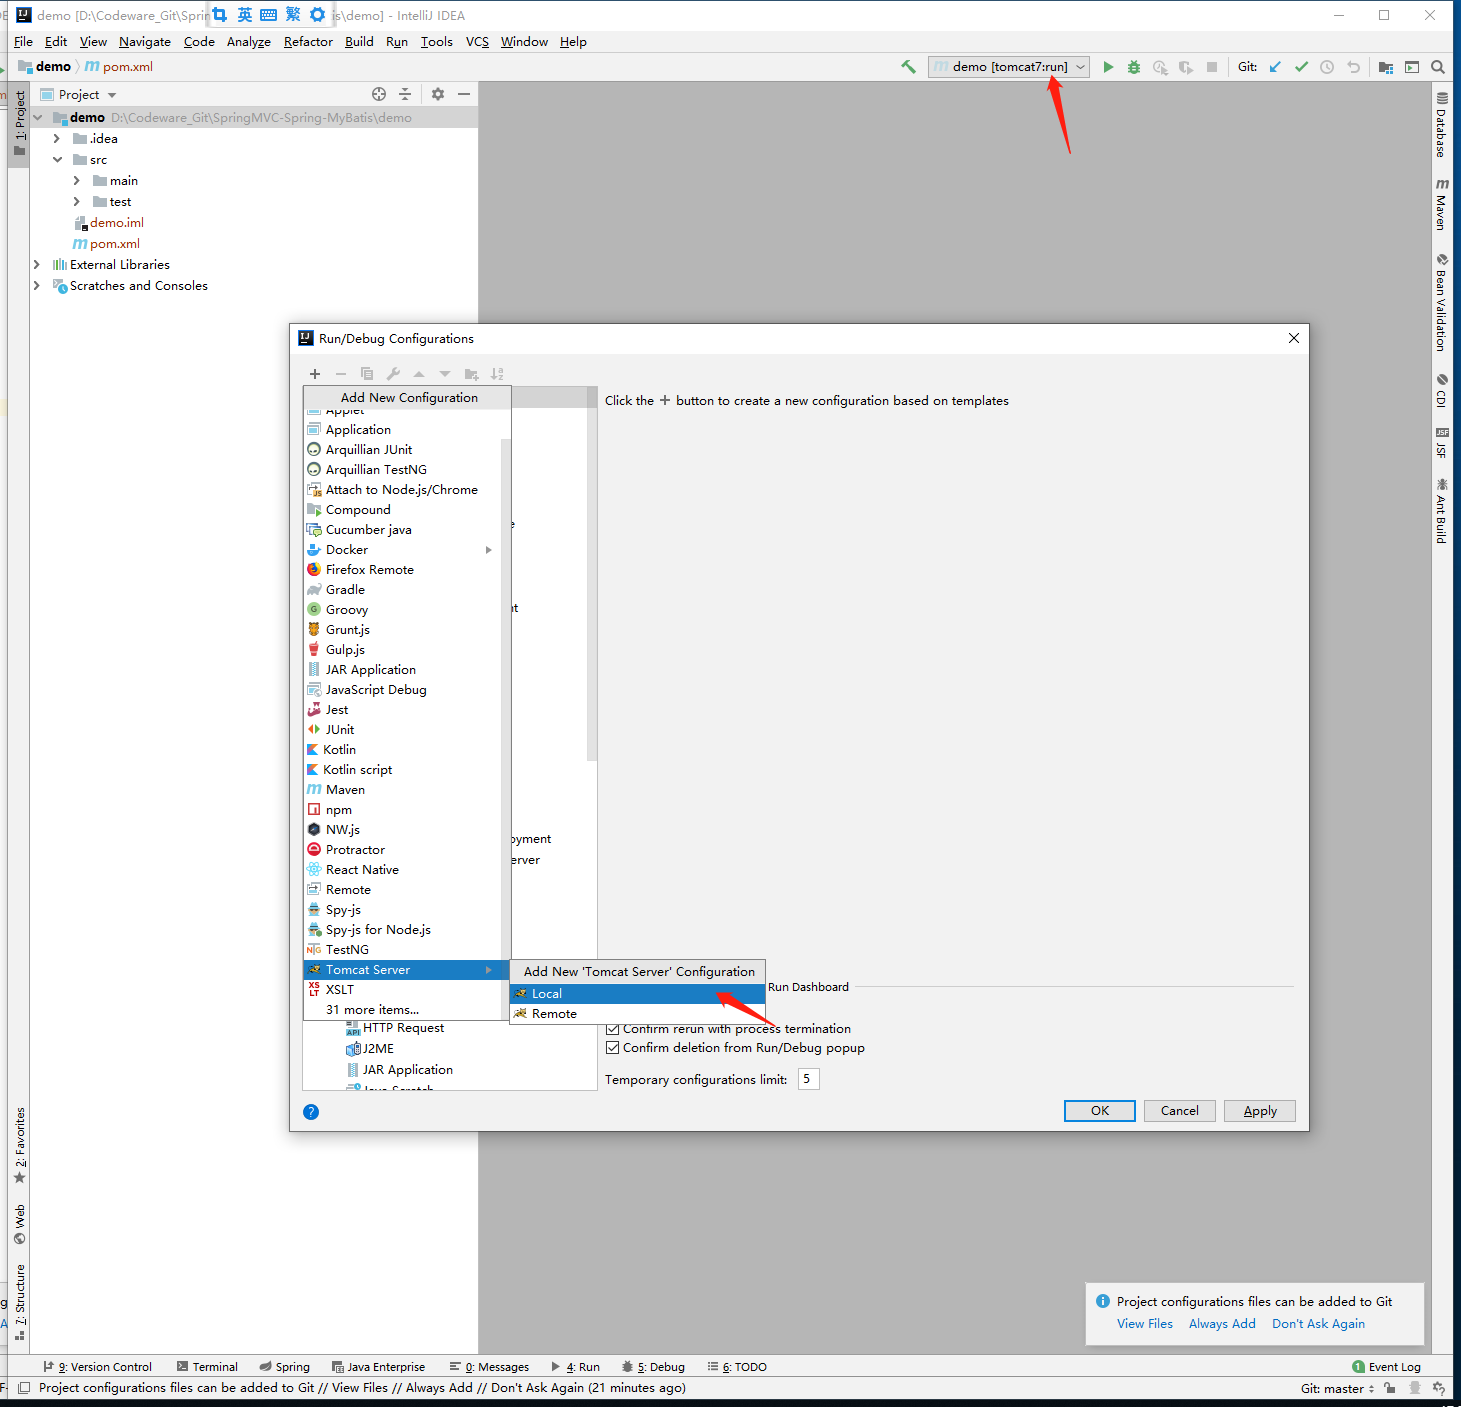 demo [D:\Codeware_Git\Sprin 英 繁 is\demo] - IntelliJ IDEA
File Edit View Navigate Code Analyze Refactor Build Run Tools VCS Window Help
demo pom.xml demo [tomcat7:run] Git:
1: Project
Project
demo D:\Codeware_Git\SpringMVC-Spring-MyBatis\demo
.idea
src
main
test
demo.iml
pom.xml
External Libraries
Scratches and Consoles
Database
Maven
Bean Validation
CDI
JSF
Ant Build
Run/Debug Configurations
Add New Configuration
Click the + button to create a new configuration based on templates
Applet
Application
Arquillian JUnit
Arquillian TestNG
Attach to Node.js/Chrome
Compound
Cucumber java
Docker
Firefox Remote
Gradle
Groovy
Grunt.js
Gulp.js
JAR Application
JavaScript Debug
Jest
JUnit
Kotlin
Kotlin script
Maven
npm
NW.js
Protractor
oyment
React Native
erver
Remote
Spy-js
Spy-js for Node.js
TestNG
Tomcat Server
Add New 'Tomcat Server' Configuration
XSLT
Local
Run Dashboard
31 more items...
Remote
HTTP Request
Confirm rerun with process termination
J2ME
Confirm deletion from Run/Debug popup
JAR Application
Java Scratch
Temporary configurations limit: 5
OK Cancel Apply
2: Favorites
Web
7: Structure
Project configurations files can be added to Git
View Files Always Add Don't Ask Again
9: Version Control Terminal Spring Java Enterprise 0: Messages 4: Run 5: Debug 6: TODO 1 Event Log
Project configurations files can be added to Git // View Files // Always Add // Don't Ask Again (21 minutes ago) Git: master